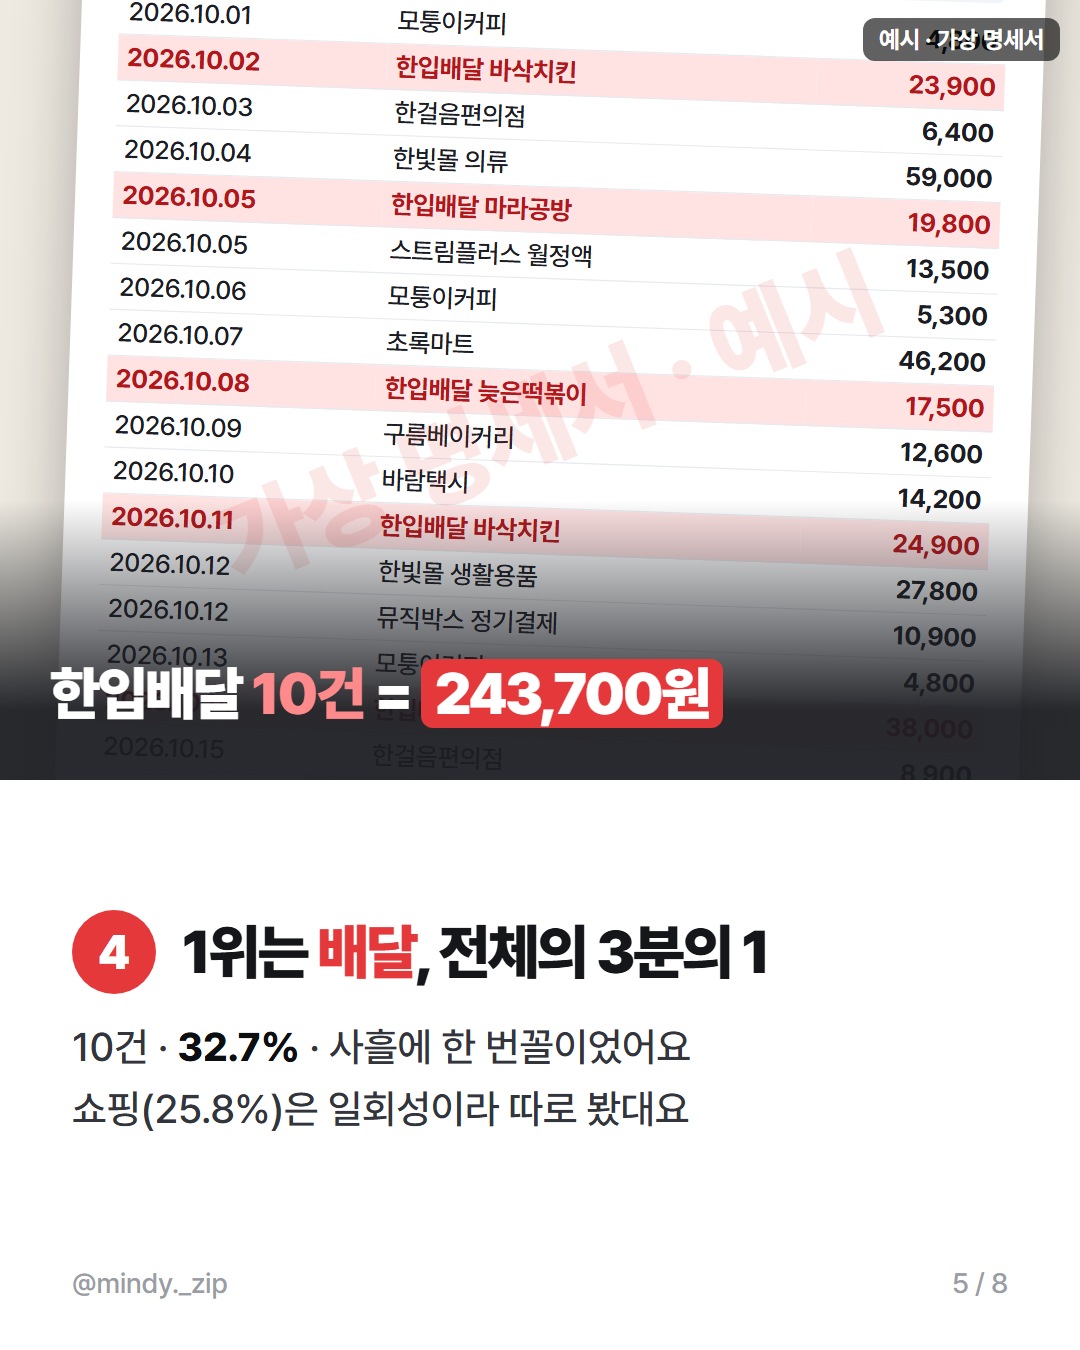 2026.10.01 모퉁이커피
예시 · 가상 명세서
2026.10.02 한입배달 바삭치킨 23,900
2026.10.03 한걸음편의점 6,400
2026.10.04 한빛몰 의류 59,000
2026.10.05 한입배달 마라공방 19,800
2026.10.05 스트림플러스 월정액 13,500
2026.10.06 모퉁이커피 5,300
2026.10.07 초록마트 46,200
2026.10.08 한입배달 늦은떡볶이 17,500
2026.10.09 구름베이커리 12,600
2026.10.10 바람택시 14,200
2026.10.11 한입배달 바삭치킨 24,900
2026.10.12 한빛몰 생활용품 27,800
2026.10.12 뮤직박스 정기결제 10,900
2026.10.13 4,800
38,000
2026.10.15 한걸음편의점 8,900
가상 명세서 · 예시
한입배달 10건 = 243,700원
4 1위는 배달, 전체의 3분의 1
10건 · 32.7% · 사흘에 한 번꼴이었어요
쇼핑(25.8%)은 일회성이라 따로 봤대요
@mindy._zip 5 / 8